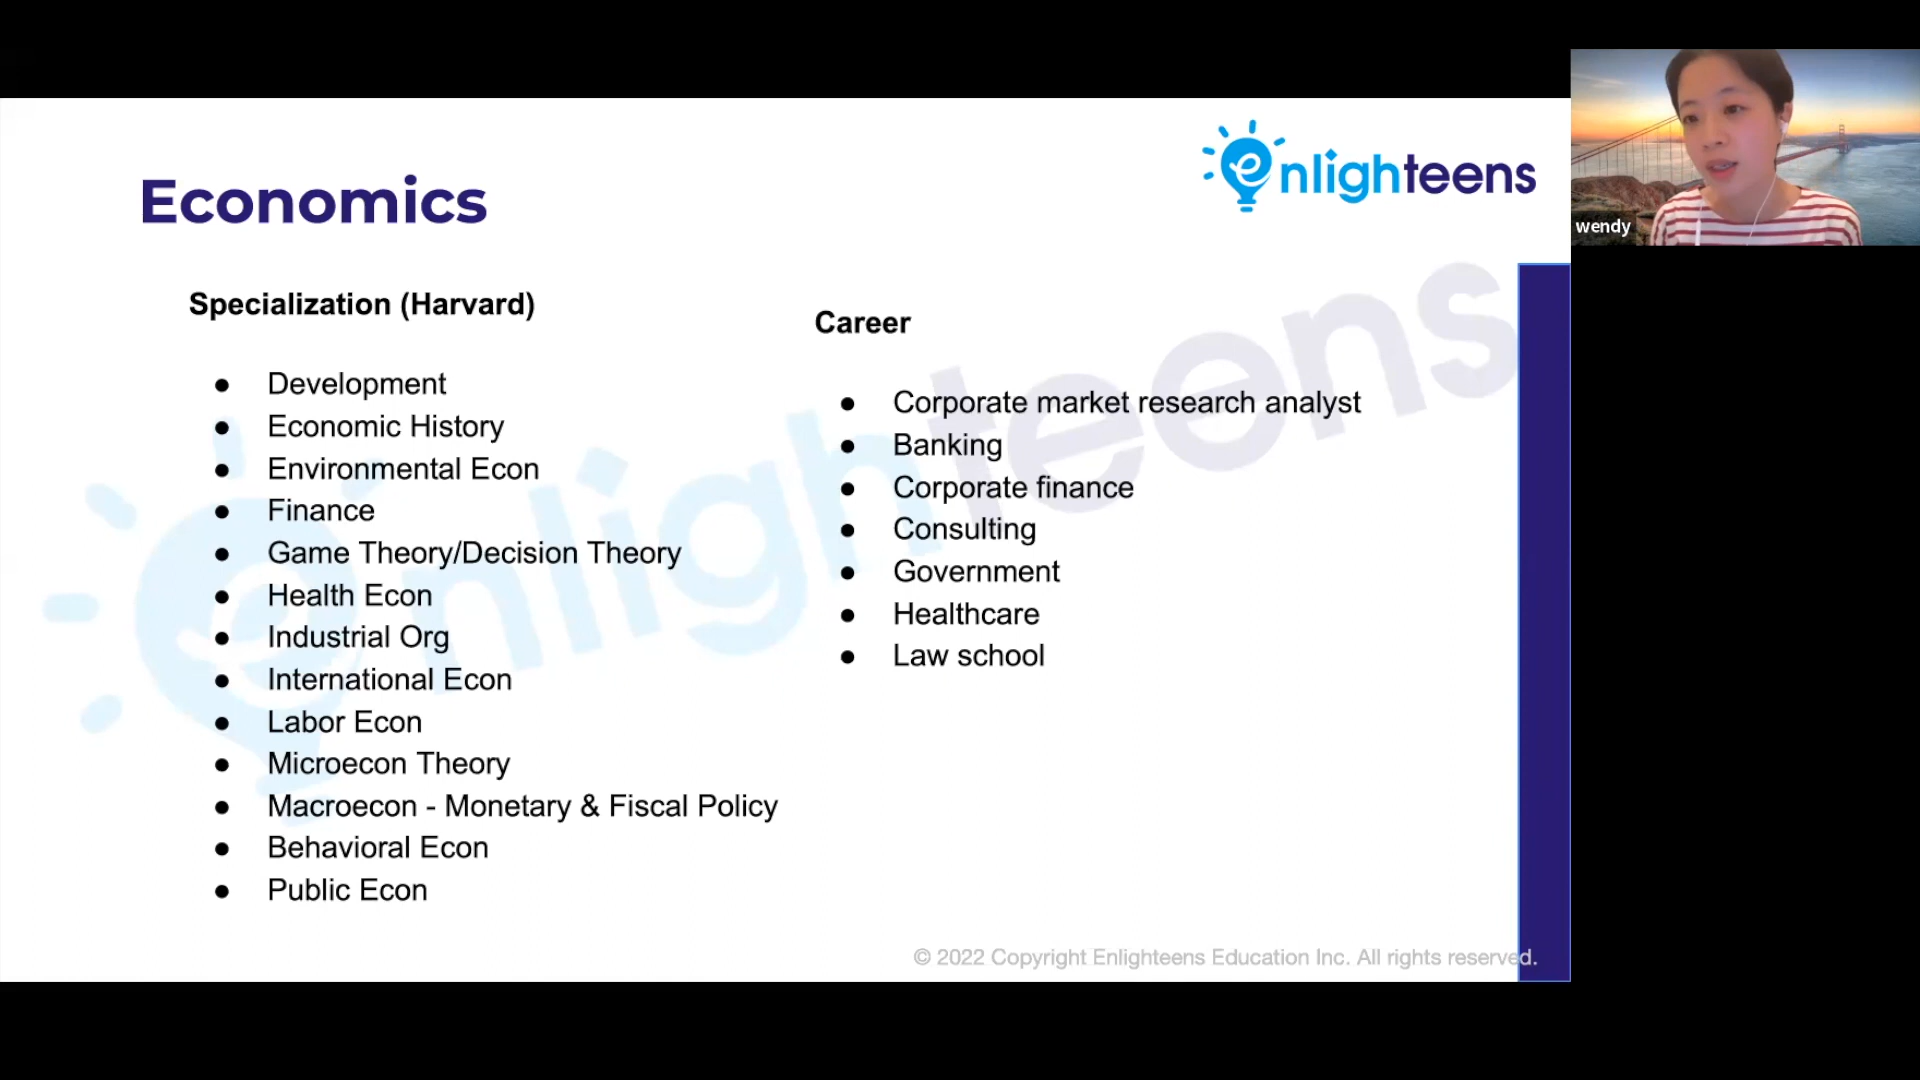 enlighteens
wendy
Economics
Specialization (Harvard)
● Development
● Economic History
● Environmental Econ
● Finance
● Game Theory/Decision Theory
● Health Econ
● Industrial Org
● International Econ
● Labor Econ
● Microecon Theory
● Macroecon - Monetary & Fiscal Policy
● Behavioral Econ
● Public Econ
Career
● Corporate market research analyst
● Banking
● Corporate finance
● Consulting
● Government
● Healthcare
● Law school
enlighteens
© 2022 Copyright Enlighteens Education Inc. All rights reserved.